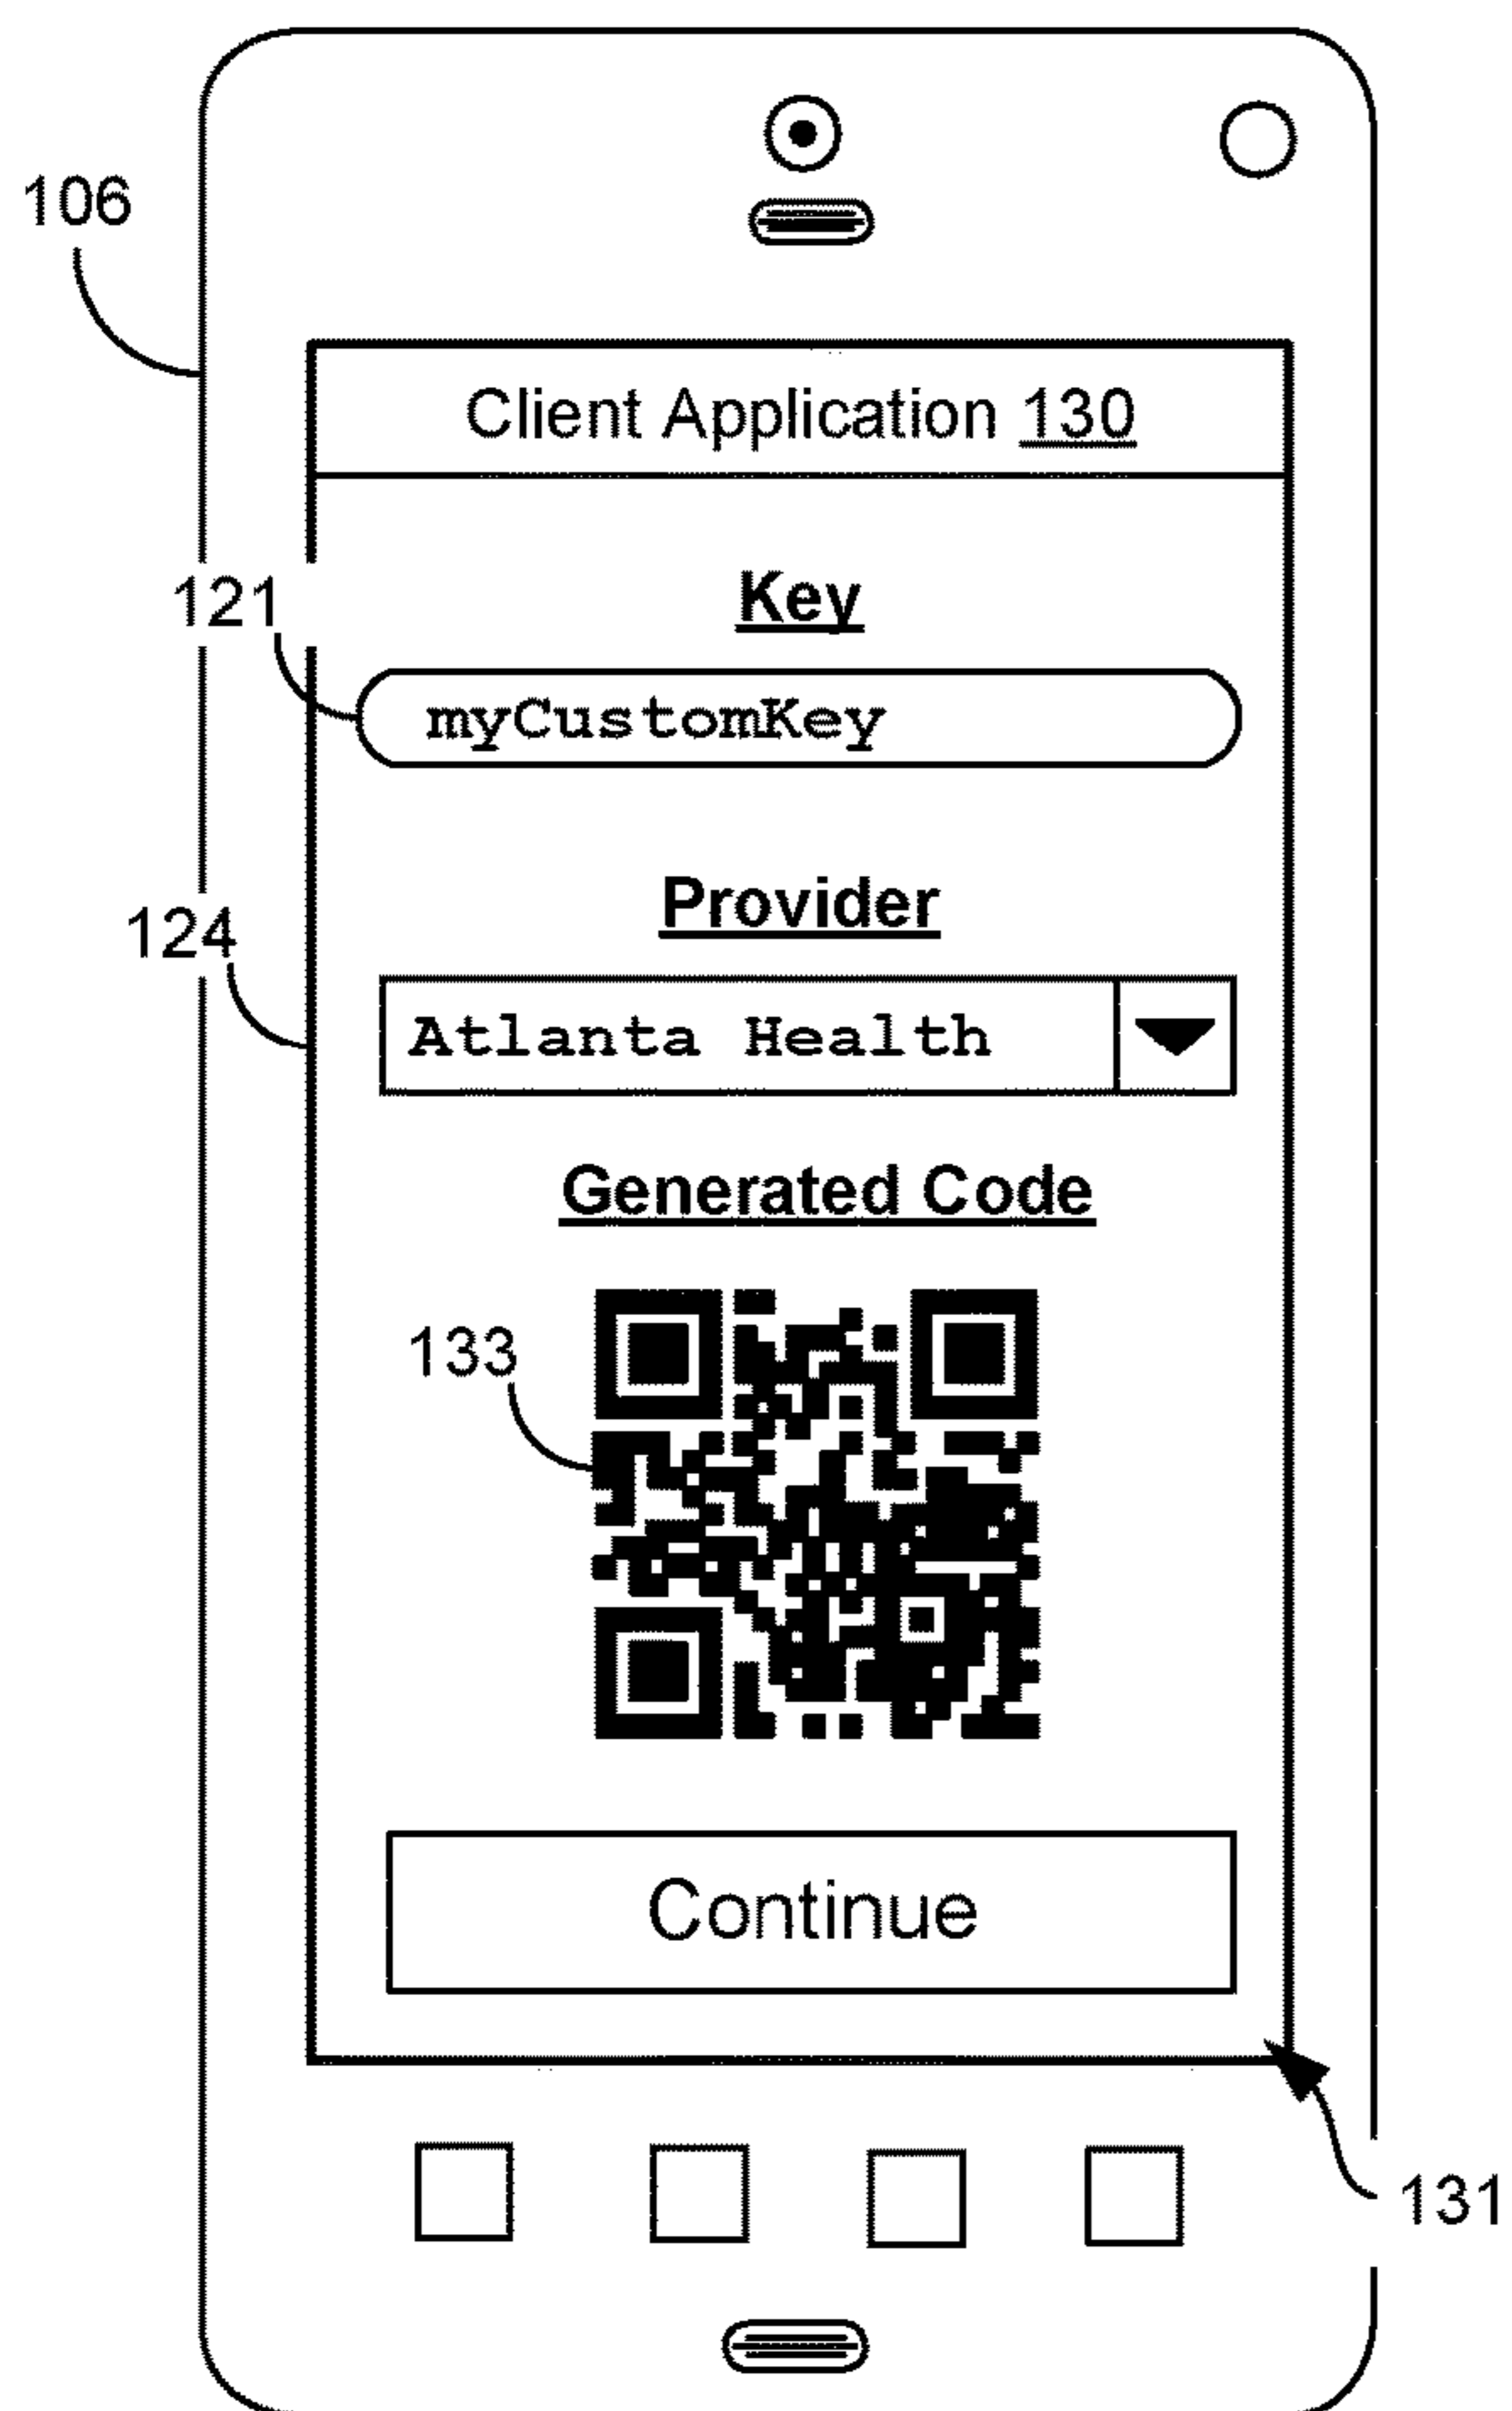 106
Client Application 130
121
Key
myCustomKey
124
Provider
Atlanta Health
Generated Code
133
Continue
131